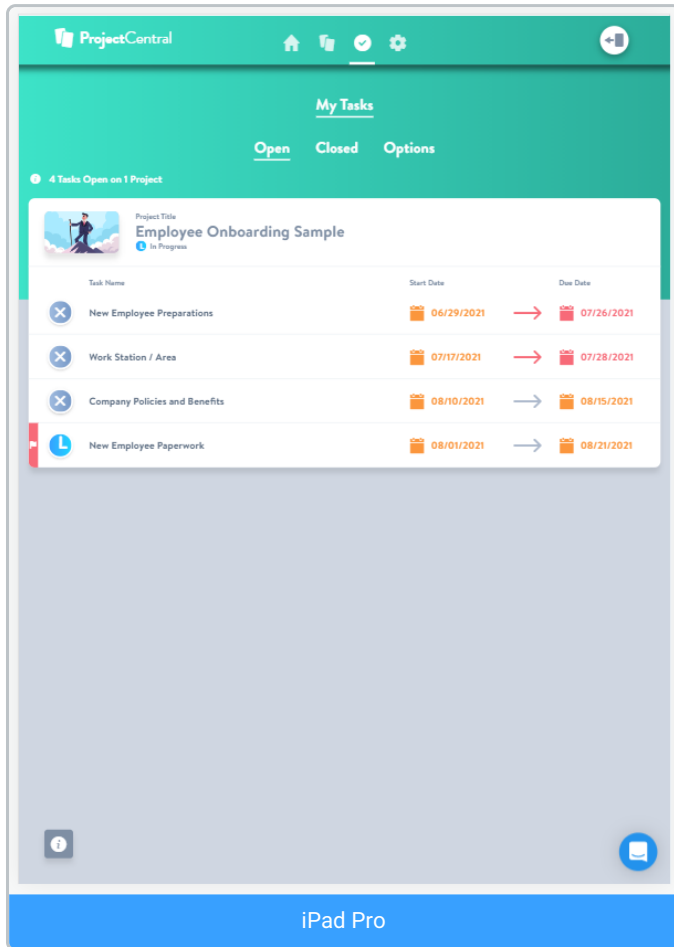 ProjectCentral
My Tasks
Open Closed Options
4 Tasks Open on 1 Project
Project Title
Employee Onboarding Sample
In Progress
Task Name Start Date Due Date
New Employee Preparations 06/29/2021 07/26/2021
Work Station / Area 07/17/2021 07/28/2021
Company Policies and Benefits 08/10/2021 08/15/2021
New Employee Paperwork 08/01/2021 08/21/2021
iPad Pro